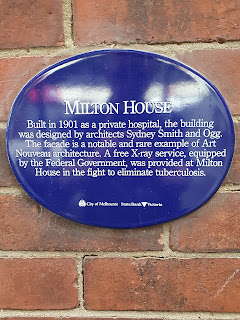 MILTON HOUSE
Built in 1901 as a private hospital, the building
was designed by architects Sydney Smith and Ogg.
The facade is a notable and rare example of Art
Nouveau architecture. A free X-ray service, equipped
by the Federal Government, was provided at Milton
House in the fight to eliminate tuberculosis.
City of Melbourne State Bank Victoria